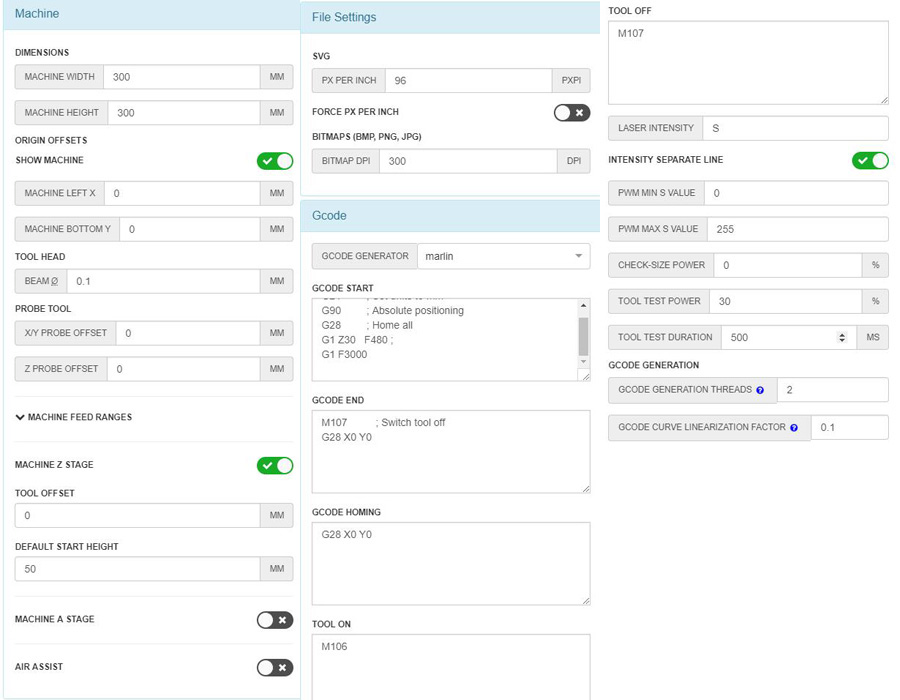 Machine
DIMENSIONS
MACHINE WIDTH 300 MM
MACHINE HEIGHT 300 MM
ORIGIN OFFSETS
SHOW MACHINE
MACHINE LEFT X 0 MM
MACHINE BOTTOM Y 0 MM
TOOL HEAD
BEAM Ø 0.1 MM
PROBE TOOL
X/Y PROBE OFFSET 0 MM
Z PROBE OFFSET 0 MM
MACHINE FEED RANGES
MACHINE Z STAGE
TOOL OFFSET
0 MM
DEFAULT START HEIGHT
50 MM
MACHINE A STAGE
AIR ASSIST
File Settings
SVG
PX PER INCH 96 PXPI
FORCE PX PER INCH
BITMAPS (BMP, PNG, JPG)
BITMAP DPI 300 DPI
Gcode
GCODE GENERATOR marlin
GCODE START
G90 ; Absolute positioning
G28 ; Home all
G1 Z30 F480 ;
G1 F3000
GCODE END
M107 ; Switch tool off
G28 X0 Y0
GCODE HOMING
G28 X0 Y0
TOOL ON
M106
TOOL OFF
M107
LASER INTENSITY S
INTENSITY SEPARATE LINE
PWM MIN S VALUE 0
PWM MAX S VALUE 255
CHECK-SIZE POWER 0 %
TOOL TEST POWER 30 %
TOOL TEST DURATION 500 MS
GCODE GENERATION
GCODE GENERATION THREADS ? 2
GCODE CURVE LINEARIZATION FACTOR ? 0.1